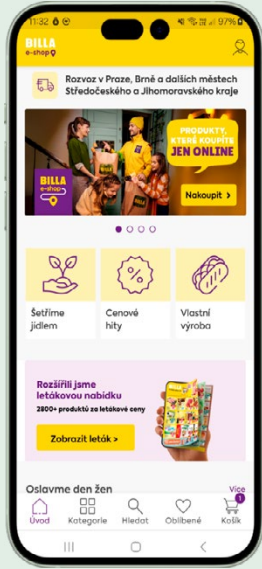 11:32
97%
BILLA
e-shop
Rozvoz v Praze, Brně a dalších městech
Středočeského a Jihomoravského kraje
PRODUKTY,
KTERÉ KOUPÍTE
JEN ONLINE
BILLA
e-shop
Nakoupit >
Šetříme
jídlem
Cenové
hity
Vlastní
výroba
Rozšířili jsme
letákovou nabídku
2800+ produktů za letákové ceny
Zobrazit leták >
Oslavme den žen
Více
1
Úvod
Kategorie
Hledat
Oblíbené
Košík